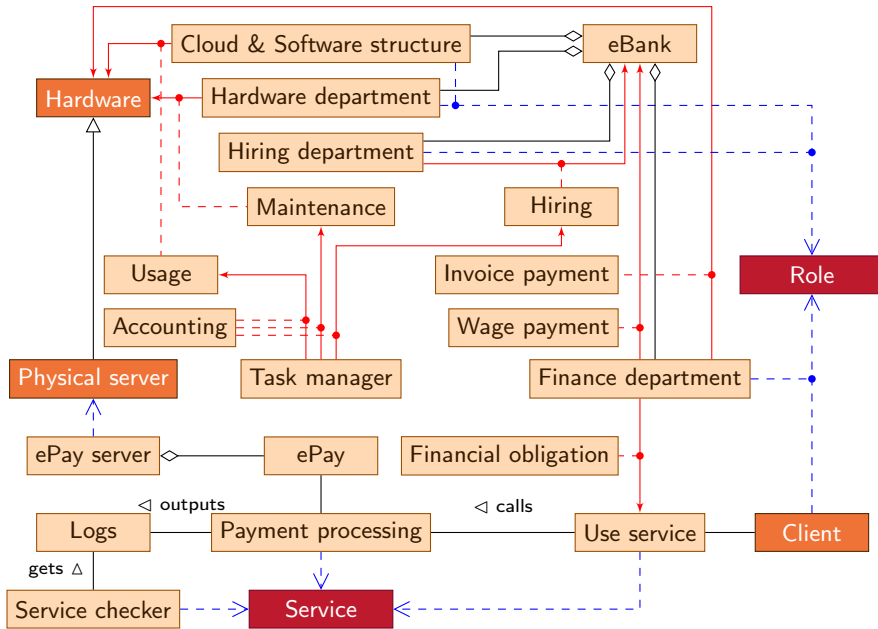 Cloud & Software structure
eBank
Hardware
Hardware department
Hiring department
Maintenance
Hiring
Usage
Invoice payment
Role
Accounting
Wage payment
Physical server
Task manager
Finance department
ePay server
ePay
Financial obligation
◁ outputs
◁ calls
Logs
Payment processing
Use service
Client
gets △
Service checker
Service